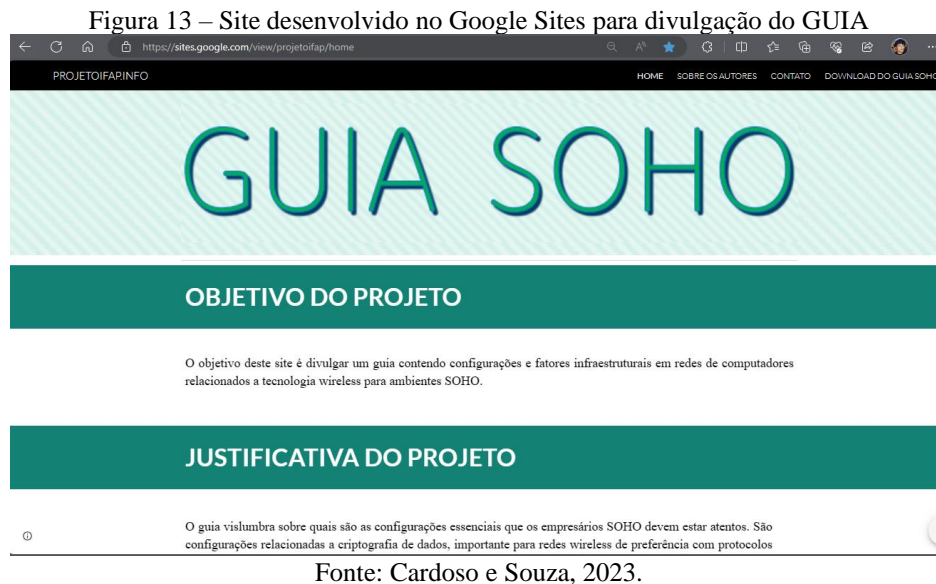 Figura 13 – Site desenvolvido no Google Sites para divulgação do GUIA
https://sites.google.com/view/projetoifap/home
PROJETOIFAP.INFO HOME SOBRE OS AUTORES CONTATO DOWNLOAD DO GUIA SOHO
GUIA SOHO
OBJETIVO DO PROJETO
O objetivo deste site é divulgar um guia contendo configurações e fatores infraestruturais em redes de computadores
relacionados a tecnologia wireless para ambientes SOHO.
JUSTIFICATIVA DO PROJETO
O guia vislumbra sobre quais são as configurações essenciais que os empresários SOHO devem estar atentos. São
configurações relacionadas a criptografia de dados, importante para redes wireless de preferência com protocolos
Fonte: Cardoso e Souza, 2023.